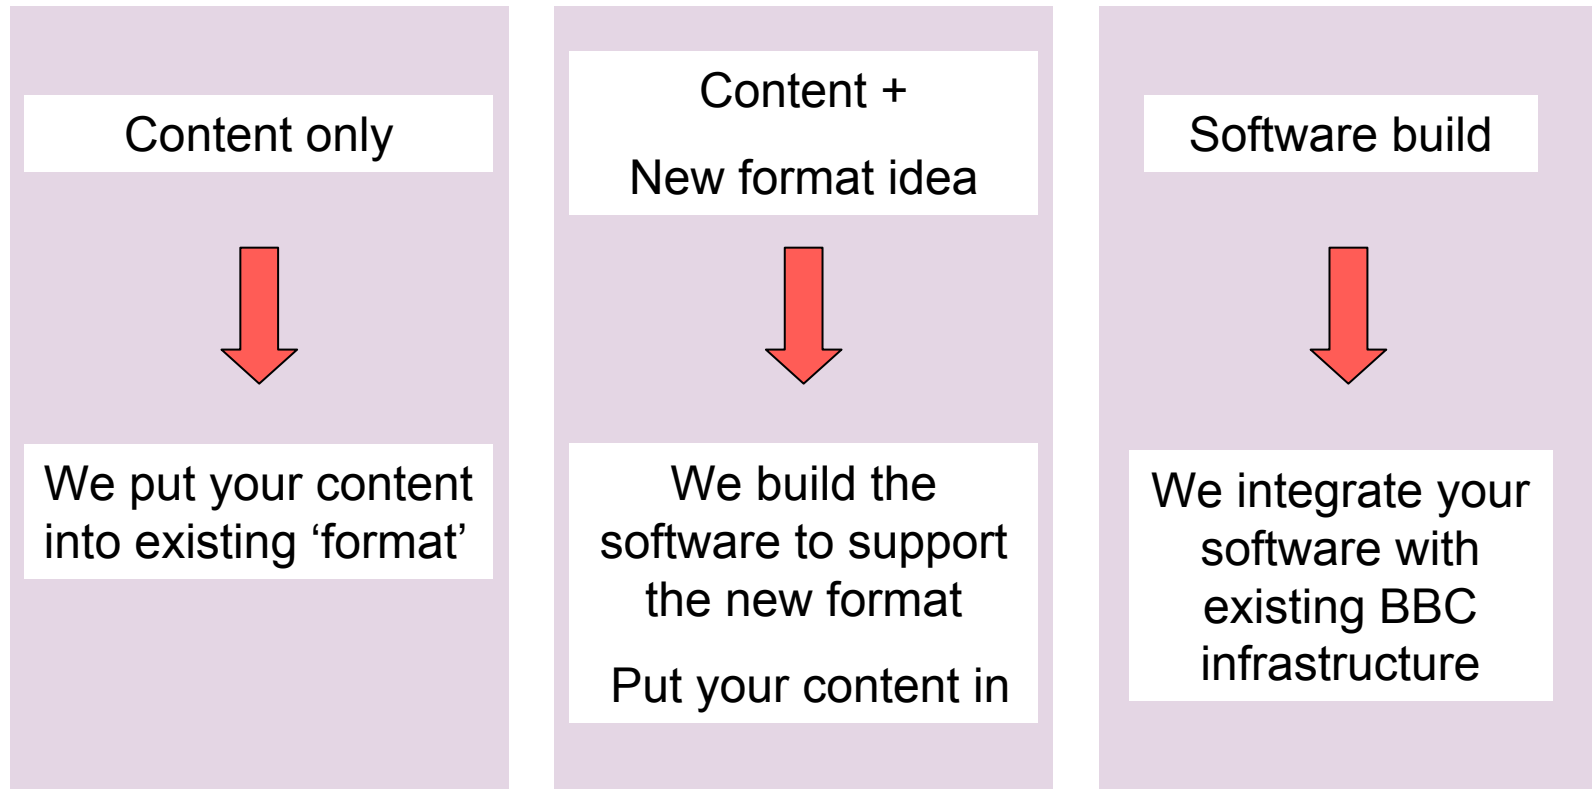 Content only
We put your content
into existing ‘format’
Content +
New format idea
We build the
software to support
the new format
Put your content in
Software build
We integrate your
software with
existing BBC
infrastructure